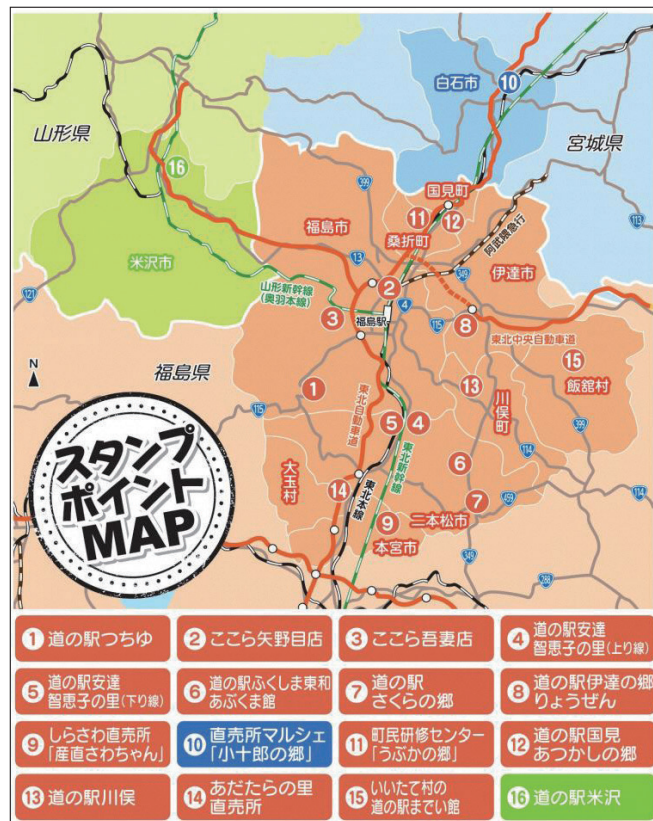 白石市
10
山形県
宮城県
16
国見町
399
11
12
福島市
桑折町
阿武隈急行
113
13
349
伊達市
米沢市
山形新幹線
(奥羽本線)
2
4
121
3
福島駅
115
8
東北中央自動車道
N
15
福島県
飯舘村
1
13
川俣町
115
東北自動車道
5
4
399
スタンプ
ポイント
MAP
大玉村
東北新幹線
6
114
114
14
東北本線
7
459
9
二本松市
本宮市
349
288
1 道の駅つちゆ
2 ここら矢野目店
3 ここら吾妻店
4 道の駅安達
智恵子の里(上り線)
5 道の駅安達
智恵子の里(下り線)
6 道の駅ふくしま東和
あぶくま館
7 道の駅
さくらの郷
8 道の駅伊達の郷
りょうぜん
9 しらさわ直売所
「産直さわちゃん」
10 直売所マルシェ
「小十郎の郷」
11 町民研修センター
「うぶかの郷」
12 道の駅国見
あつかしの郷
13 道の駅川俣
14 あだたらの里
直売所
15 いいたて村の
道の駅までい館
16 道の駅米沢